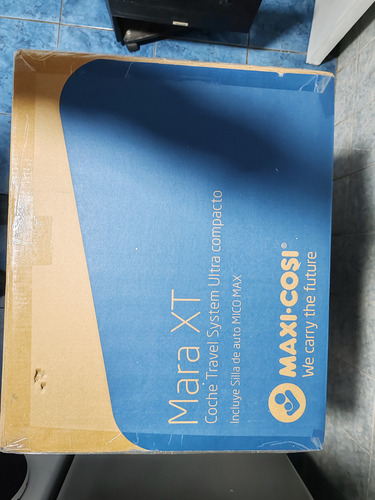 Mara XT
Coche Travel System Ultra compacto
Incluye Silla de auto MICO MAX
MAXI·COSI®
We carry the future